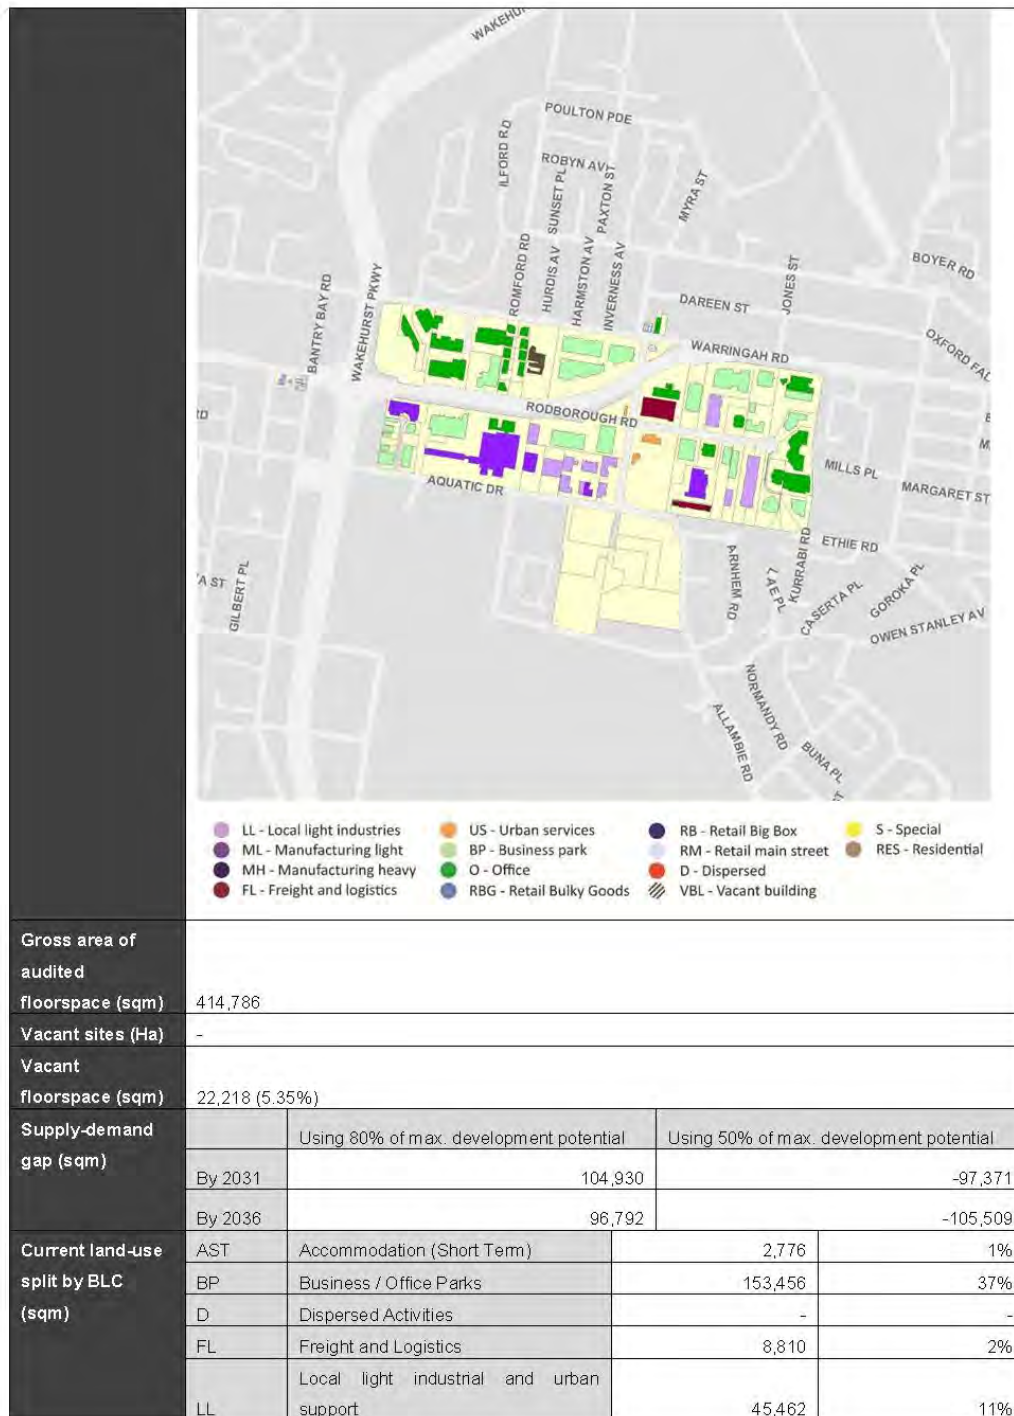 WAKEHUR
POULTON PDE
ILFORD RD
ROBYN AV
SUNSET PL
PAXTON ST
MYRA ST
HURDIS AV
HARMSTON AV
ROMFORD RD
INVERNESS AV
JONES ST
BOYER RD
DAREEN ST
BANTRY BAY RD
WAKEHURST PKWY
WARRINGAH RD
OXFORD FAL
RODBOROUGH RD
RD
MILLS PL
MARGARET ST
AQUATIC DR
ETHIE RD
ARNHEM RD
LAE PL
KURRABI RD
CASERTA PL
GOROKA PL
OWEN STANLEY AV
A ST
GILBERT PL
NORMANDY RD
ALLAMBIE RD
BUNA PL
ST
LL - Local light industries
US - Urban services
RB - Retail Big Box
S - Special
ML - Manufacturing light
BP - Business park
RM - Retail main street
RES - Residential
MH - Manufacturing heavy
O - Office
D - Dispersed
FL - Freight and logistics
RBG - Retail Bulky Goods
VBL - Vacant building
Gross area of
audited
floorspace (sqm) 414,786
Vacant sites (Ha) -
Vacant
floorspace (sqm) 22,218 (5.35%)
Supply-demand
gap (sqm)
Using 80% of max. development potential Using 50% of max. development potential
By 2031 104,930 -97,371
By 2036 96,792 -105,509
Current land-use
split by BLC
(sqm)
AST Accommodation (Short Term) 2,776 1%
BP Business / Office Parks 153,456 37%
D Dispersed Activities - -
FL Freight and Logistics 8,810 2%
Local light industrial and urban
LL support 45,462 11%